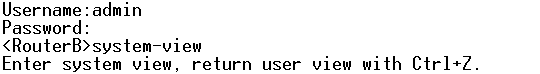 Username:admin
Password:
<RouterB>system-view
Enter system view, return user view with Ctrl+Z.